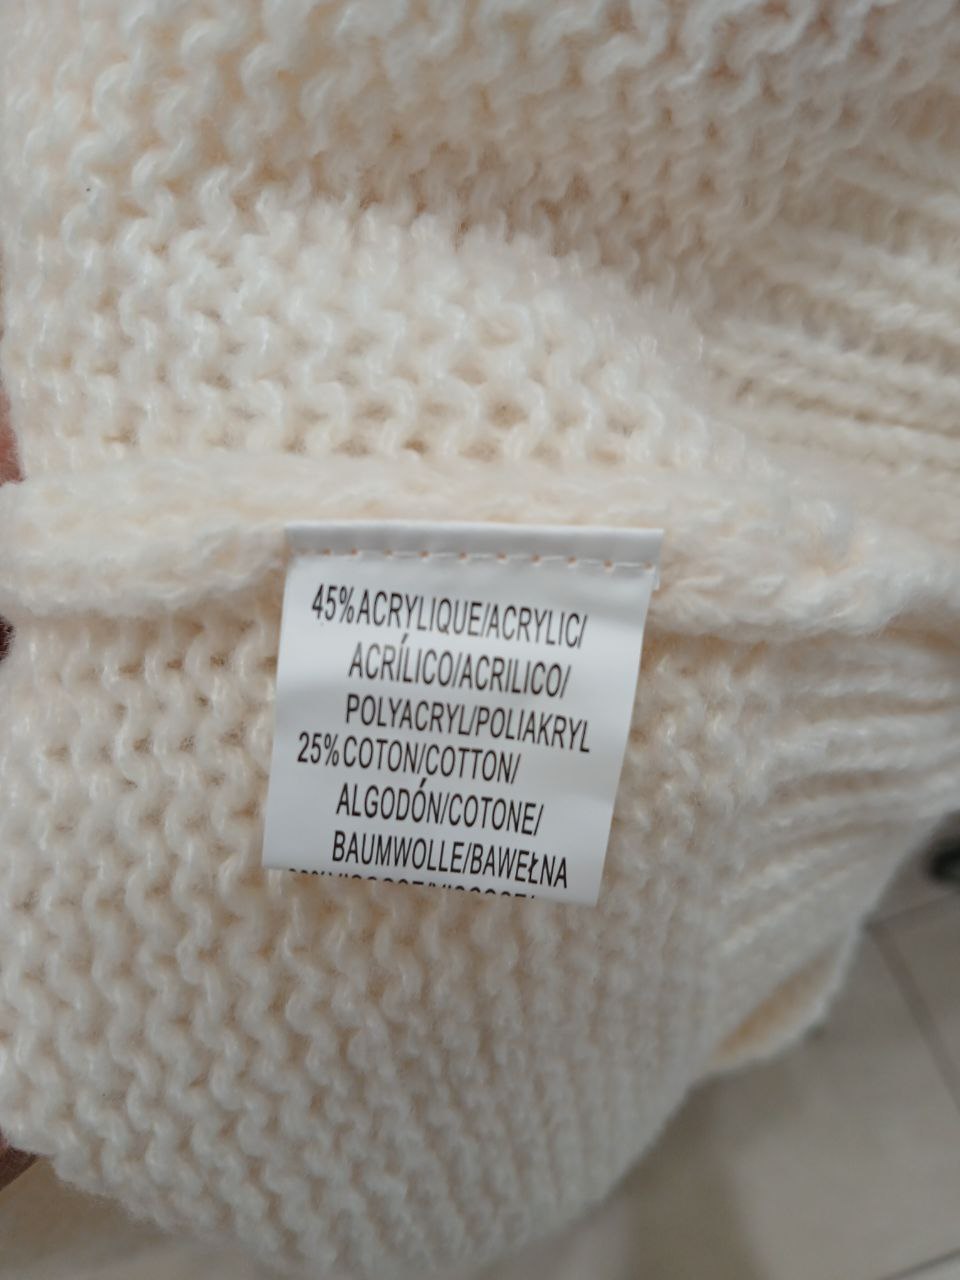 45%ACRYLIQUE/ACRYLIC/
ACRÍLICO/ACRILICO/
POLYACRYL/POLIAKRYL
25%COTON/COTTON/
ALGODÓN/COTONE/
BAUMWOLLE/BAWEŁNA